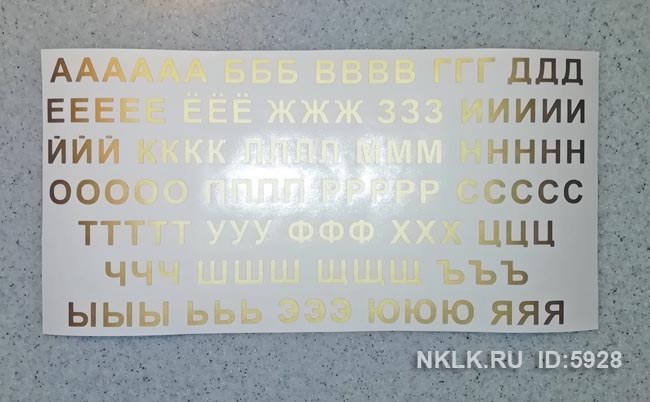 АААААА БББ ВВВВ ГГГ ДДД
ЕЕЕЕЕ ЁЁЁ ЖЖЖ ЗЗЗ ИИИИИ
ЙЙЙ КККК ЛЛЛЛ МММ ННННН
ООООО ПППП РРРРР ССССС
ТТТТТ УУУ ФФФ ХХХ ЦЦЦ
ЧЧЧ ШШШ ЩЩЩ ЪЪЪ
ЫЫЫ ЬЬЬ ЭЭЭ ЮЮЮ ЯЯЯ
NKLK.RU ID:5928